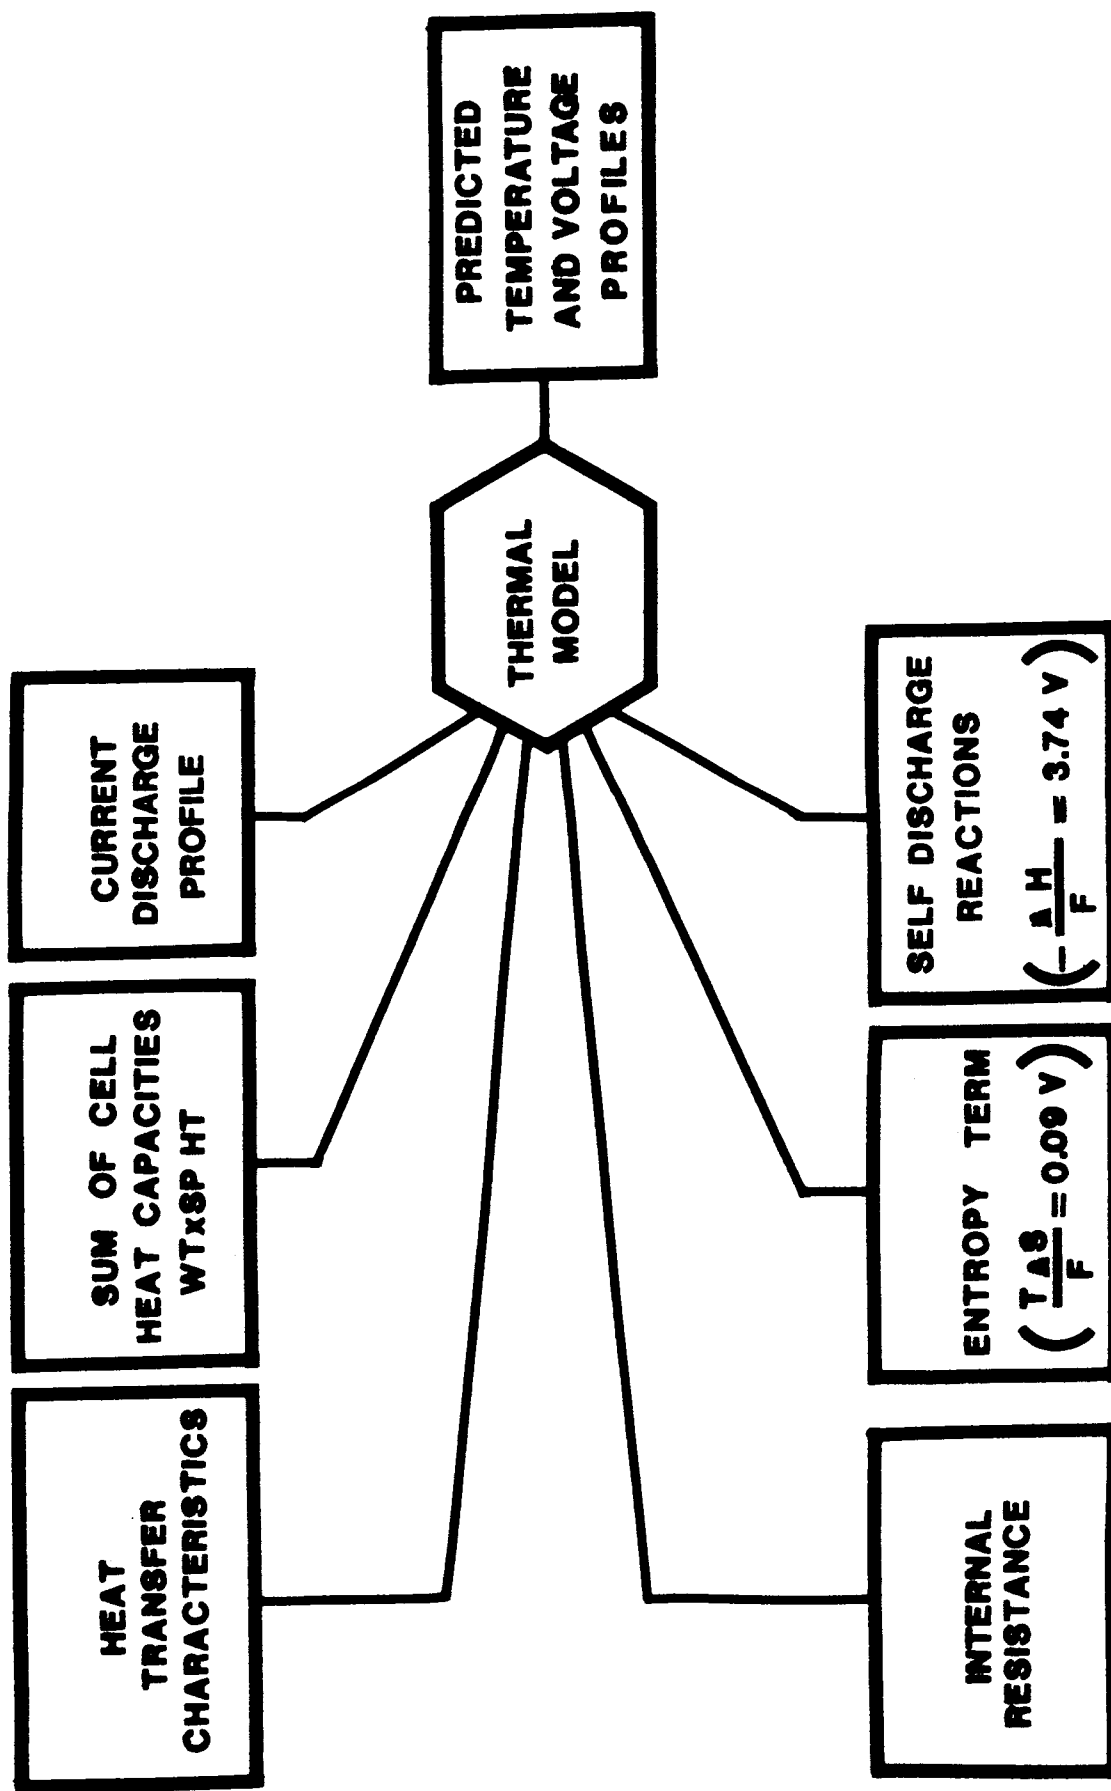 HEAT
TRANSFER
CHARACTERISTICS
SUM OF CELL
HEAT CAPACITIES
WTxSP HT
CURRENT
DISCHARGE
PROFILE
THERMAL
MODEL
PREDICTED
TEMPERATURE
AND VOLTAGE
PROFILES
INTERNAL
RESISTANCE
ENTROPY TERM
(TΔS/F = 0.09 V)
SELF DISCHARGE
REACTIONS
(-ΔH/F = 3.74 V)